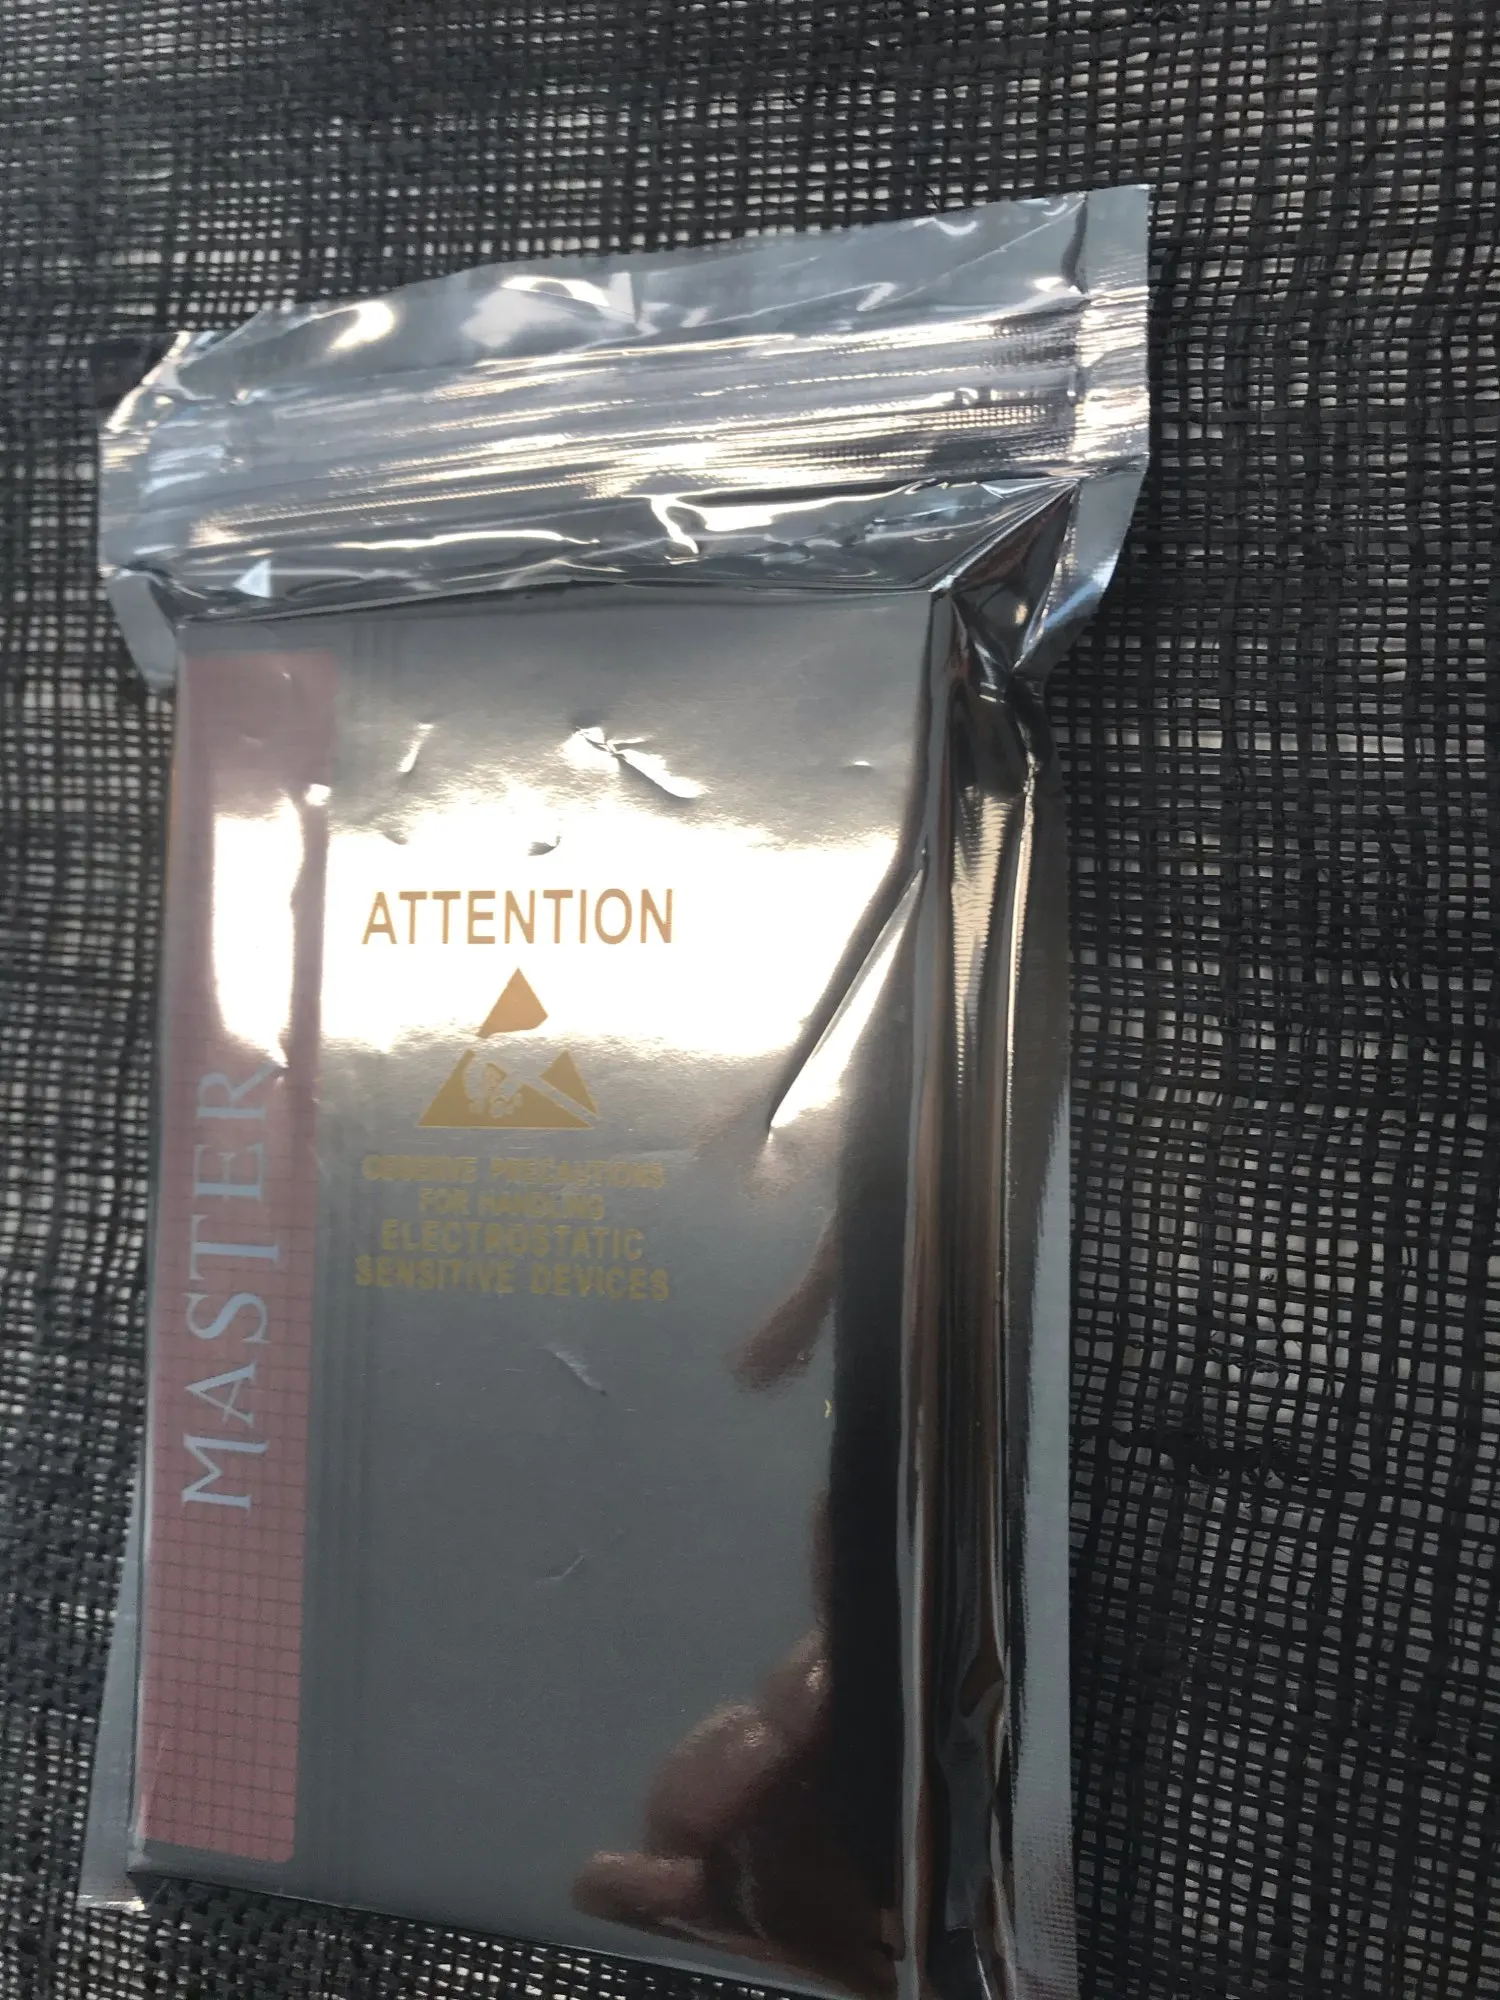 ATTENTION
OBSERVE PRECAUTIONS
FOR HANDLING
ELECTROSTATIC
SENSITIVE DEVICES
MASTER